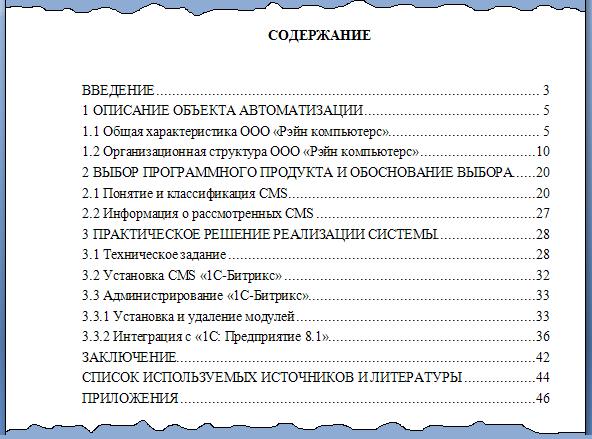 СОДЕРЖАНИЕ
ВВЕДЕНИЕ 3
1 ОПИСАНИЕ ОБЪЕКТА АВТОМАТИЗАЦИИ 5
1.1 Общая характеристика ООО «Рэйн компьютерс» 5
1.2 Организационная структура ООО «Рэйн компьютерс» 10
2 ВЫБОР ПРОГРАММНОГО ПРОДУКТА И ОБОСНОВАНИЕ ВЫБОРА 20
2.1 Понятие и классификация CMS 20
2.2 Информация о рассмотренных CMS 27
3 ПРАКТИЧЕСКОЕ РЕШЕНИЕ РЕАЛИЗАЦИИ СИСТЕМЫ 28
3.1 Техническое задание 28
3.2 Установка CMS «1С-Битрикс» 32
3.3 Администрирование «1С-Битрикс» 33
3.3.1 Установка и удаление модулей 33
3.3.2 Интеграция с «1С: Предприятие 8.1» 36
ЗАКЛЮЧЕНИЕ 42
СПИСОК ИСПОЛЬЗУЕМЫХ ИСТОЧНИКОВ И ЛИТЕРАТУРЫ 44
ПРИЛОЖЕНИЯ 46